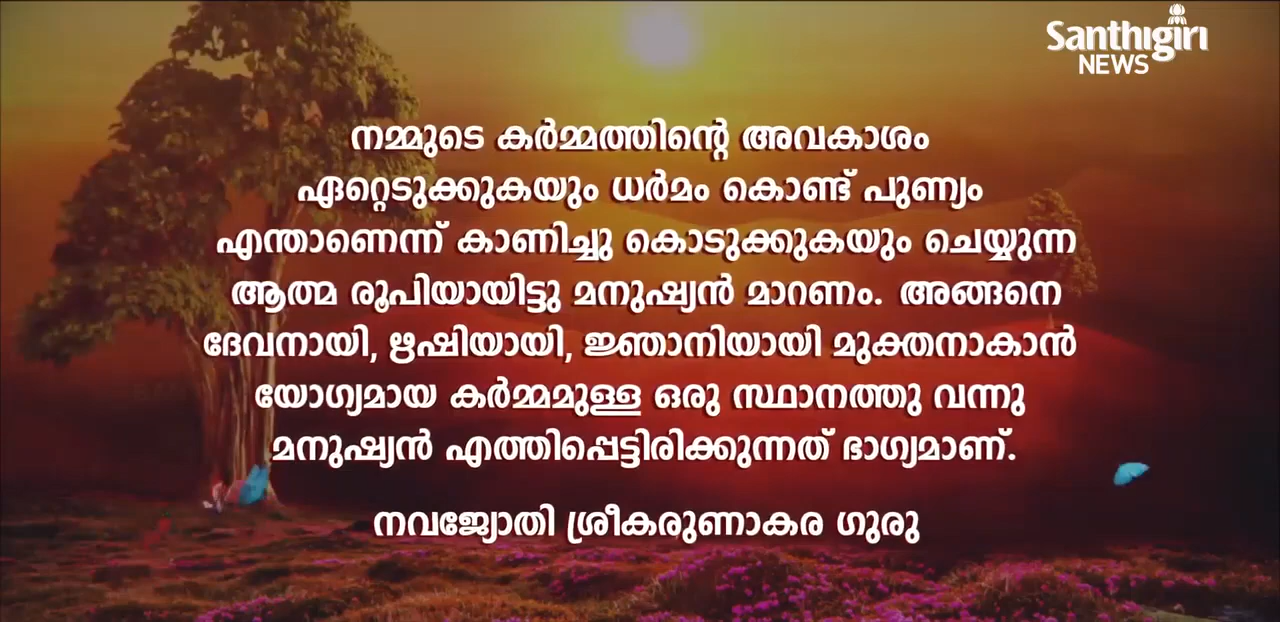 Santhigiri
NEWS
നമ്മുടെ കർമ്മത്തിന്റെ അവകാശം
ഏറ്റെടുക്കുകയും ധർമം കൊണ്ട് പുണ്യം
എന്താണെന്ന് കാണിച്ചു കൊടുക്കുകയും ചെയ്യുന്ന
ആത്മ രൂപിയായിട്ടു മനുഷ്യൻ മാറണം. അങ്ങനെ
ദേവനായി, ഋഷിയായി, ജ്ഞാനിയായി മുക്തനാകാൻ
യോഗ്യമായ കർമ്മമുള്ള ഒരു സ്ഥാനത്തു വന്നു
മനുഷ്യൻ എത്തിപ്പെട്ടിരിക്കുന്നത് ഭാഗ്യമാണ്.
നവജ്യോതി ശ്രീകരുണാകര ഗുരു